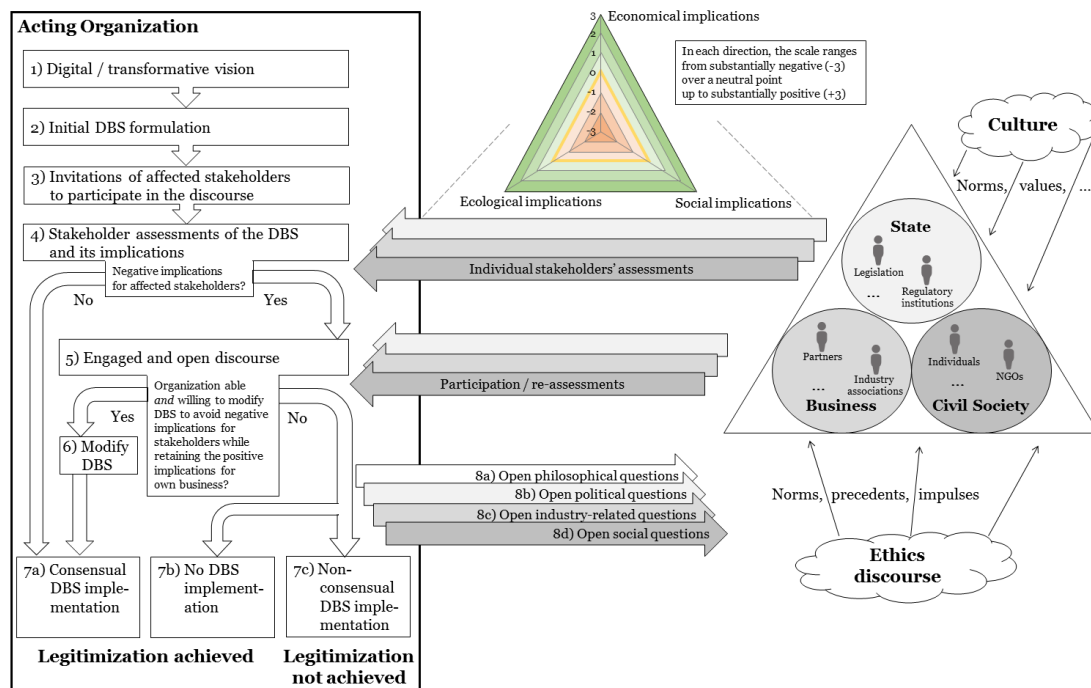 Acting Organization
1) Digital / transformative vision
2) Initial DBS formulation
3) Invitations of affected stakeholders
to participate in the discourse
4) Stakeholder assessments of the DBS
and its implications
Negative implications
for affected stakeholders?
No
Yes
5) Engaged and open discourse
Organization able
and willing to modify
DBS to avoid negative
implications for
stakeholders while
retaining the positive
implications for
own business?
Yes
No
6) Modify
DBS
7a) Consensual
DBS imple-
mentation
7b) No DBS
implement-
ation
7c) Non-
consensual
DBS imple-
mentation
Legitimization achieved
Legitimization
not achieved
Economical implications
3
2
1
0
-1
-2
-3
Ecological implications
Social implications
In each direction, the scale ranges
from substantially negative (-3)
over a neutral point
up to substantially positive (+3)
Individual stakeholders' assessments
Participation / re-assessments
8a) Open philosophical questions
8b) Open political questions
8c) Open industry-related questions
8d) Open social questions
Culture
Norms, values, ...
State
Legislation
...
Regulatory
institutions
Partners
...
Industry
associations
Business
Individuals
...
NGOs
Civil Society
Norms, precedents, impulses
Ethics
discourse